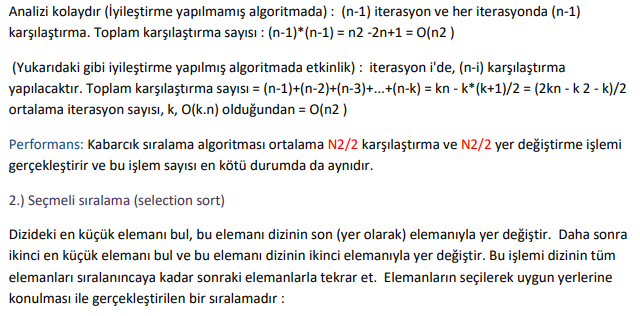 Analizi kolaydır (İyileştirme yapılmamış algoritmada) :  (n-1) iterasyon ve her iterasyonda (n-1)
karşılaştırma. Toplam karşılaştırma sayısı : (n-1)*(n-1) = n2 -2n+1 = O(n2 )
(Yukarıdaki gibi iyileştirme yapılmış algoritmada etkinlik) :  iterasyon i'de, (n-i) karşılaştırma
yapılacaktır. Toplam karşılaştırma sayısı = (n-1)+(n-2)+(n-3)+...+(n-k) = kn - k*(k+1)/2 = (2kn - k 2 - k)/2
ortalama iterasyon sayısı, k, O(k.n) olduğundan = O(n2 )
Performans: Kabarcık sıralama algoritması ortalama N2/2 karşılaştırma ve N2/2 yer değiştirme işlemi
gerçekleştirir ve bu işlem sayısı en kötü durumda da aynıdır.
2.) Seçmeli sıralama (selection sort)
Dizideki en küçük elemanı bul, bu elemanı dizinin son (yer olarak) elemanıyla yer değiştir.  Daha sonra
ikinci en küçük elemanı bul ve bu elemanı dizinin ikinci elemanıyla yer değiştir. Bu işlemi dizinin tüm
elemanları sıralanıncaya kadar sonraki elemanlarla tekrar et.  Elemanların seçilerek uygun yerlerine
konulması ile gerçekleştirilen bir sıralamadır :